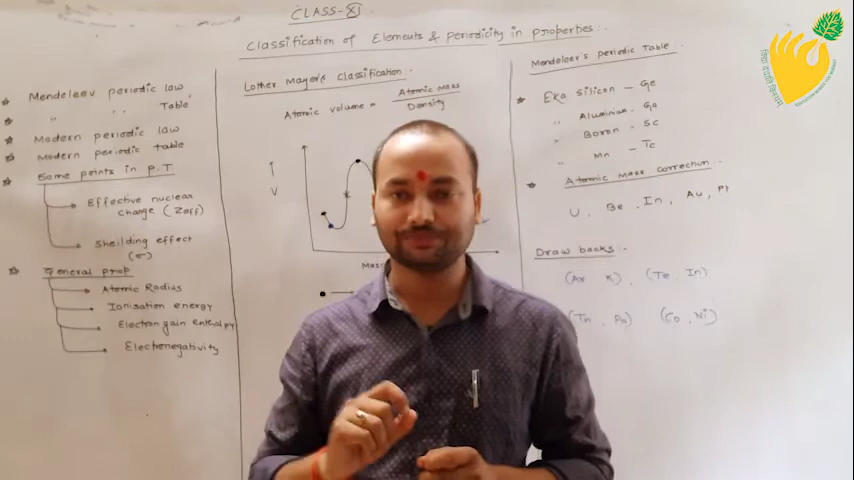 CLASS-XI
Classification of Elements & periodicity in properties:.
Mendeleev periodic law
" " Table
Modern periodic law
Modern periodic table
Some points in P.T
Effective nuclear
charge (Zeff)
Sheilding effect
(σ)
General prop
Atomic Radius
Ionisation energy
Electron gain enthalpy
Electronegativity
Lother Mayer's Classification
Atomic volume = Atomic mass
Density
V
Mass
Mendeleev's periodic Table
Eka Silicon - Ge
" Aluminium - Ga
" Boron - Sc
" Mn - Tc
Atomic Mass correction
U, Be, In, Au, Pt
Draw backs :-
(Ar K), (Te, In)
(Co, Ni)